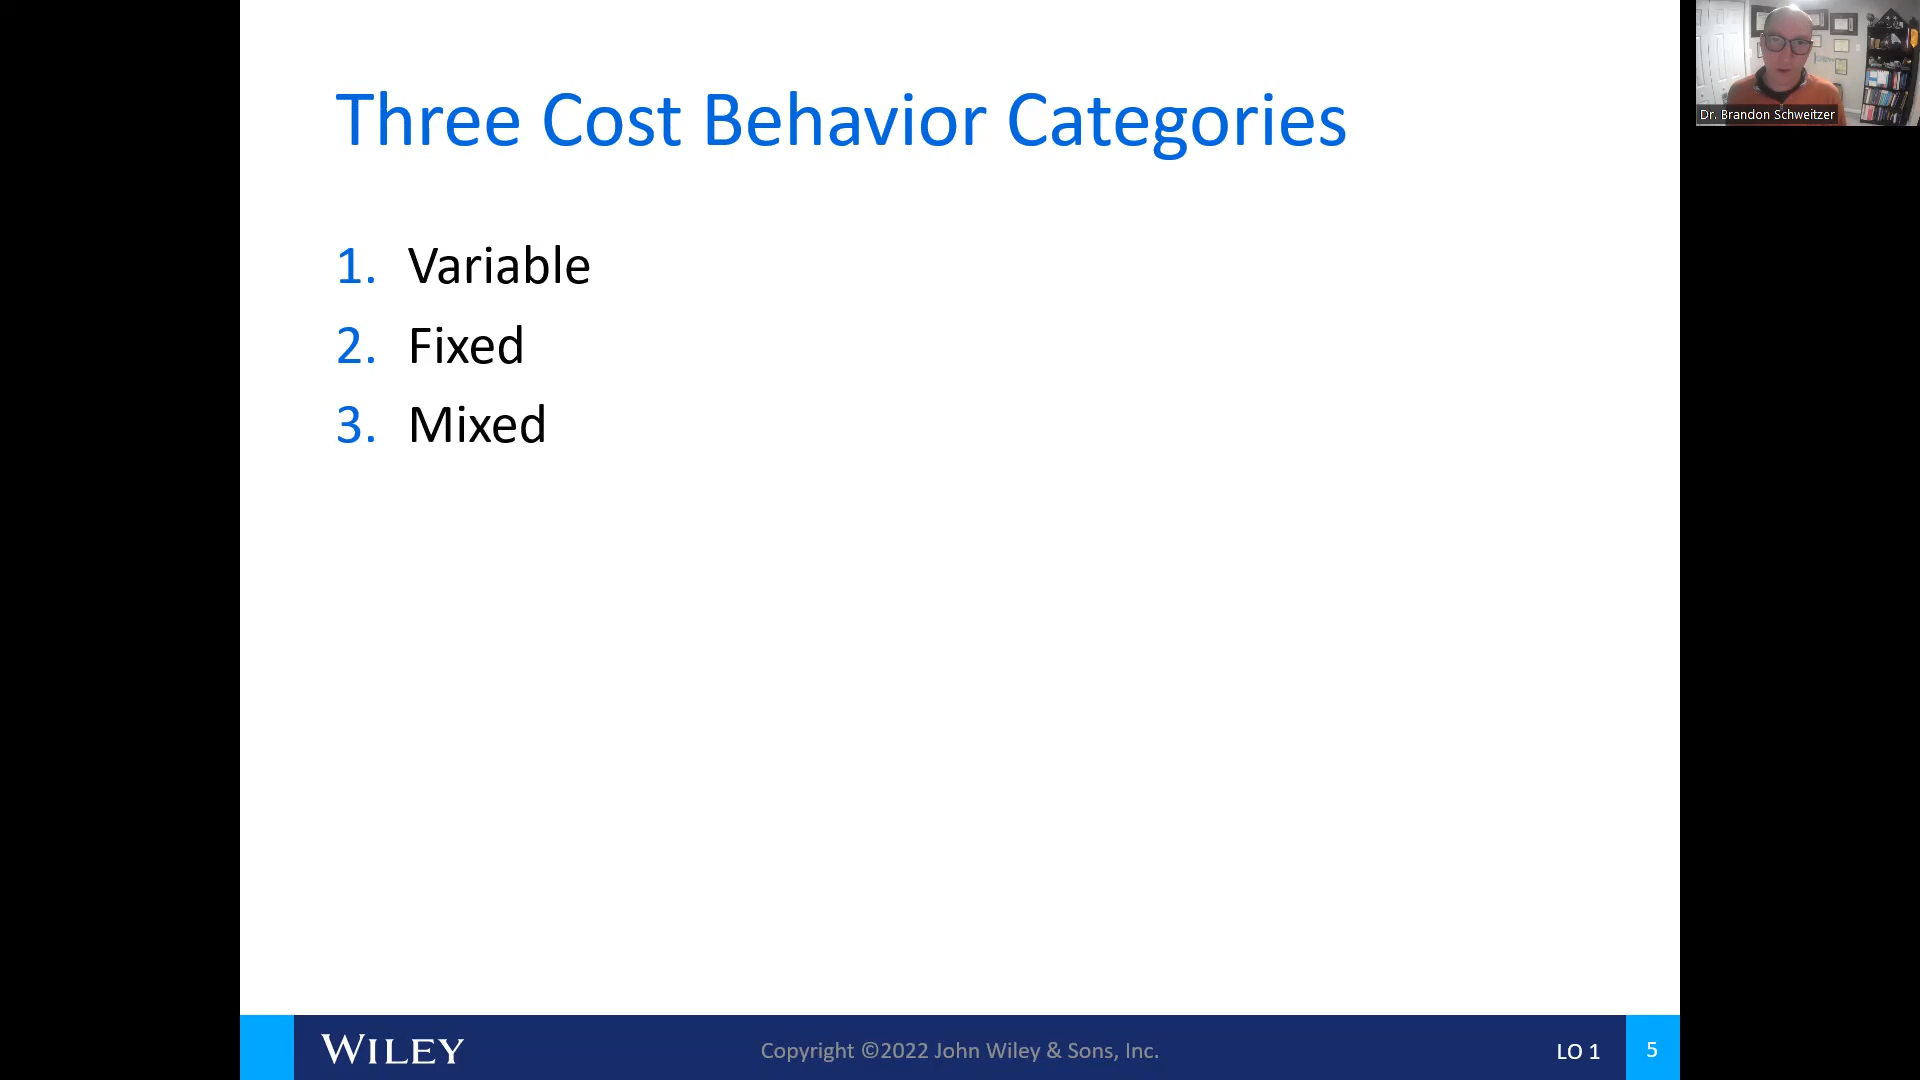 Three Cost Behavior Categories
1. Variable
2. Fixed
3. Mixed
WILEY
Copyright ©2022 John Wiley & Sons, Inc.
LO 1
5
Dr. Brandon Schweitzer